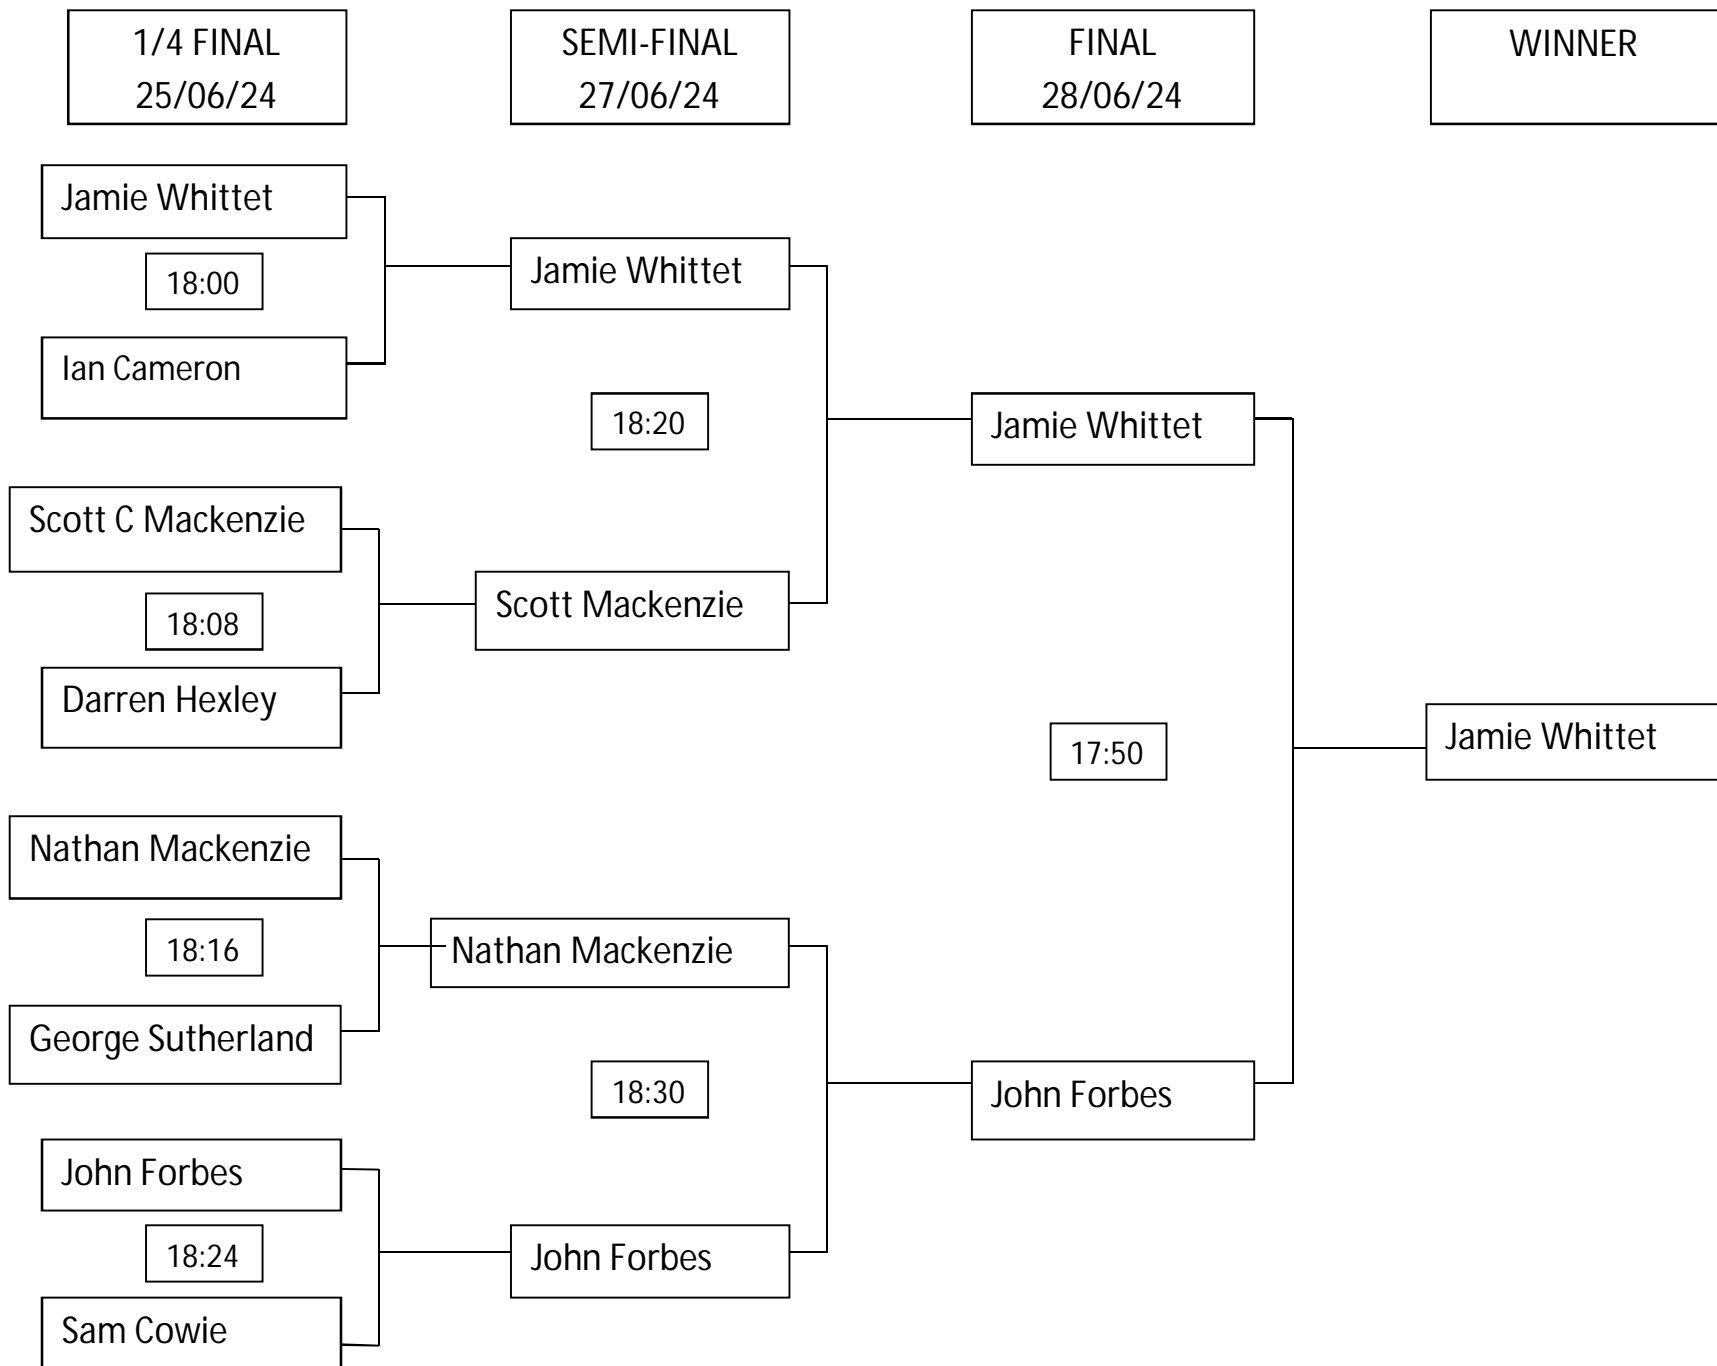 1/4 FINAL
25/06/24
SEMI-FINAL
27/06/24
FINAL
28/06/24
WINNER
Jamie Whittet
18:00
Ian Cameron
Scott C Mackenzie
18:08
Darren Hexley
Nathan Mackenzie
18:16
George Sutherland
John Forbes
18:24
Sam Cowie
Jamie Whittet
18:20
Scott Mackenzie
Nathan Mackenzie
18:30
John Forbes
Jamie Whittet
17:50
John Forbes
Jamie Whittet